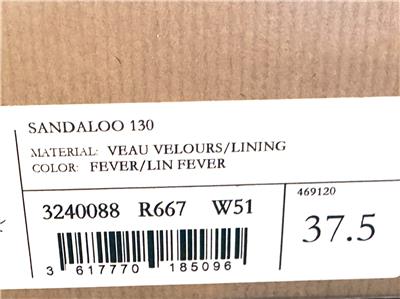 SANDALOO 130
MATERIAL: VEAU VELOURS/LINING
COLOR: FEVER/LIN FEVER
3240088 R667 W51
469120
37.5
3 617770 185096